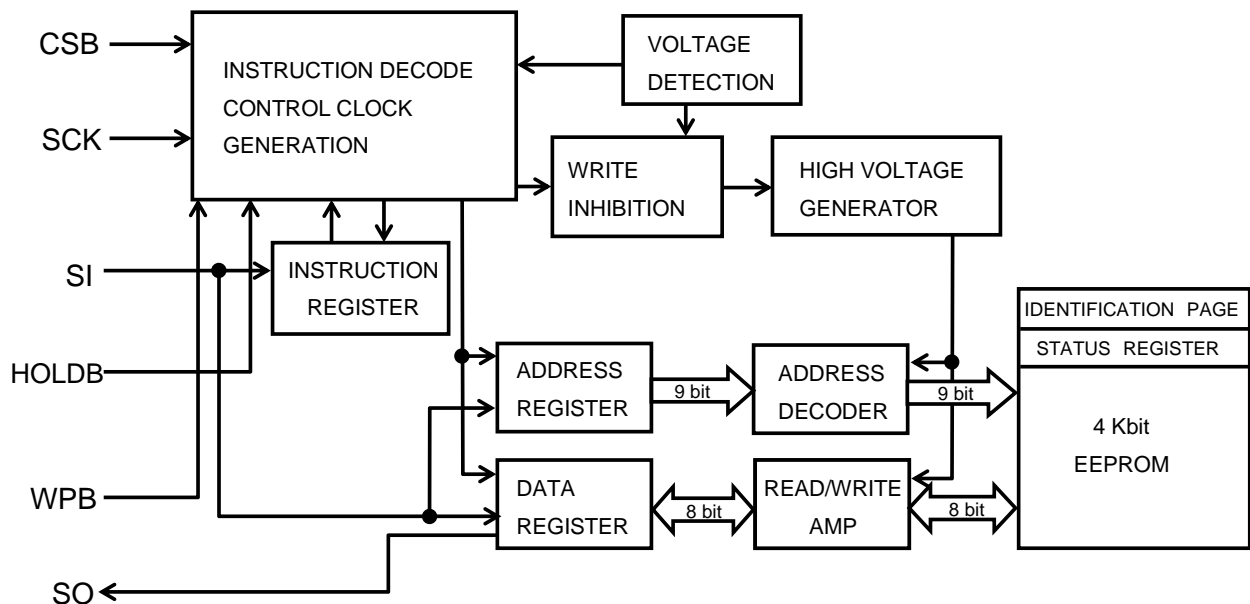 CSB
SCK
SI
HOLDB
WPB
SO
INSTRUCTION DECODE
CONTROL CLOCK
GENERATION
VOLTAGE
DETECTION
WRITE
INHIBITION
HIGH VOLTAGE
GENERATOR
INSTRUCTION
REGISTER
ADDRESS
REGISTER
9 bit
ADDRESS
DECODER
9 bit
DATA
REGISTER
8 bit
READ/WRITE
AMP
8 bit
IDENTIFICATION PAGE
STATUS REGISTER
4 Kbit
EEPROM